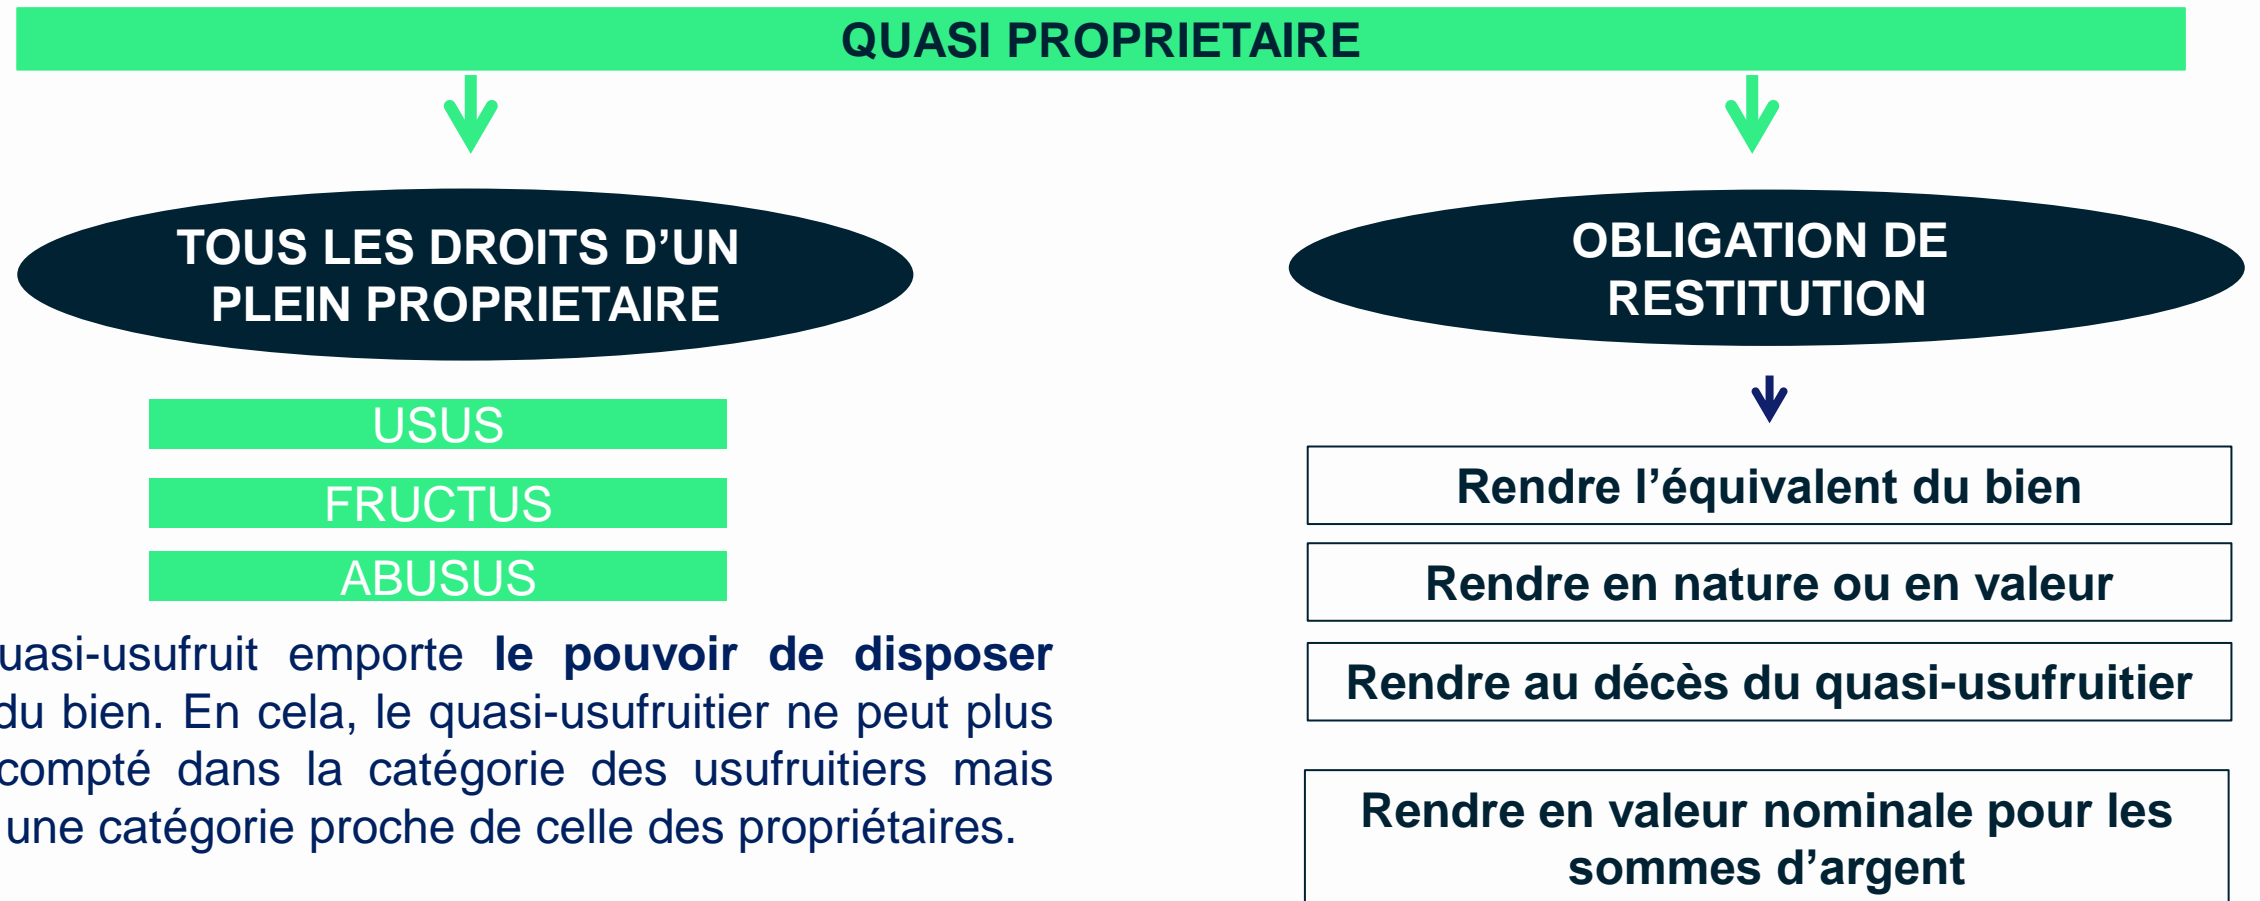 QUASI PROPRIETAIRE
TOUS LES DROITS D’UN
PLEIN PROPRIETAIRE
USUS
FRUCTUS
ABUSUS
uasi-usufruit emporte le pouvoir de disposer
du bien. En cela, le quasi-usufruitier ne peut plus
compté dans la catégorie des usufruitiers mais
une catégorie proche de celle des propriétaires.
OBLIGATION DE
RESTITUTION
Rendre l’équivalent du bien
Rendre en nature ou en valeur
Rendre au décès du quasi-usufruitier
Rendre en valeur nominale pour les
sommes d’argent